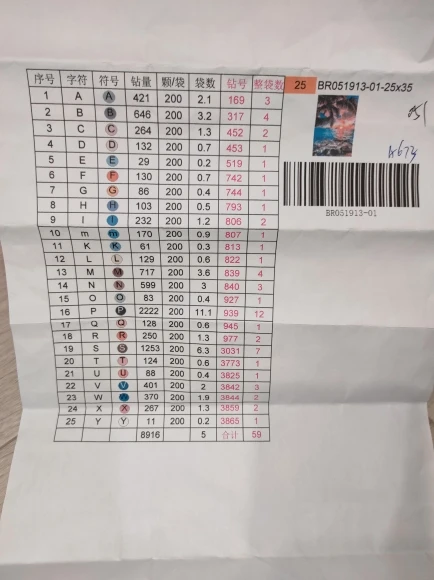 序号 字符 符号 钻量 颗/袋 袋数 钻号 整袋数
1 A A 421 200 2.1 169 3
2 B B 646 200 3.2 317 4
3 C C 264 200 1.3 452 2
4 D D 132 200 0.7 453 1
5 E E 29 200 0.2 519 1
6 F F 130 200 0.7 742 1
7 G G 86 200 0.4 744 1
8 H H 103 200 0.5 793 1
9 I I 232 200 1.2 806 2
10 m m 170 200 0.9 807 1
11 K K 61 200 0.3 813 1
12 L L 129 200 0.6 822 1
13 M M 717 200 3.6 839 4
14 N N 599 200 3 840 3
15 O O 83 200 0.4 927 1
16 P P 2222 200 11.1 939 12
17 Q Q 128 200 0.6 945 1
18 R R 250 200 1.3 977 2
19 S S 1253 200 6.3 3031 7
20 T T 124 200 0.6 3773 1
21 U U 88 200 0.4 3825 1
22 V V 401 200 2 3842 3
23 W W 370 200 1.9 3844 2
24 X X 267 200 1.3 3859 2
25 Y Y 11 200 0.2 3865 1
8916 5 合计 59
25 BR051913-01-25x35
BR051913-01